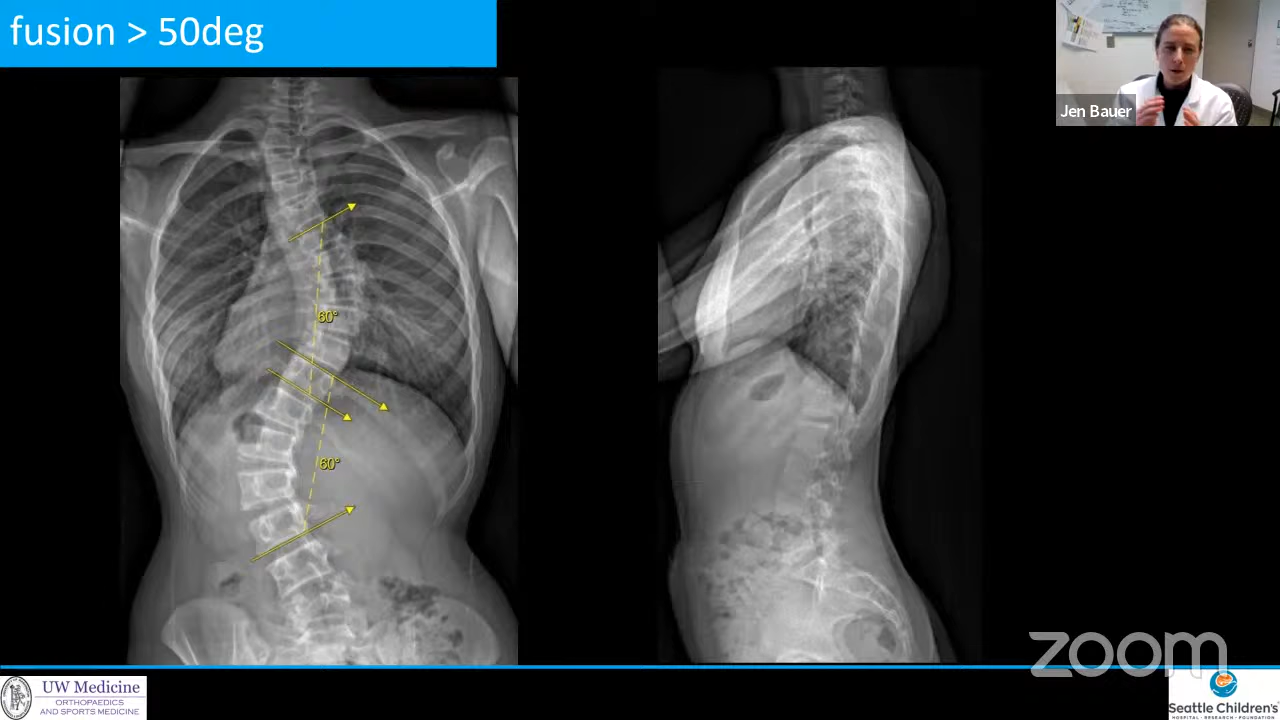 fusion > 50deg
Jen Bauer
60°
60°
zoom
UW Medicine
ORTHOPAEDICS
AND SPORTS MEDICINE
Seattle Children's
HOSPITAL • RESEARCH • FOUNDATION